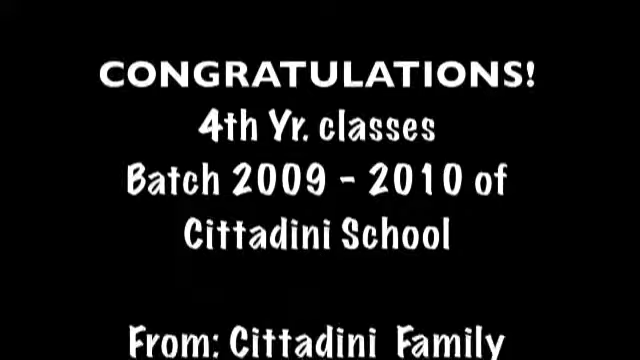 CONGRATULATIONS!
4th Yr. classes
Batch 2009 - 2010 of
Cittadini School
From: Cittadini Family